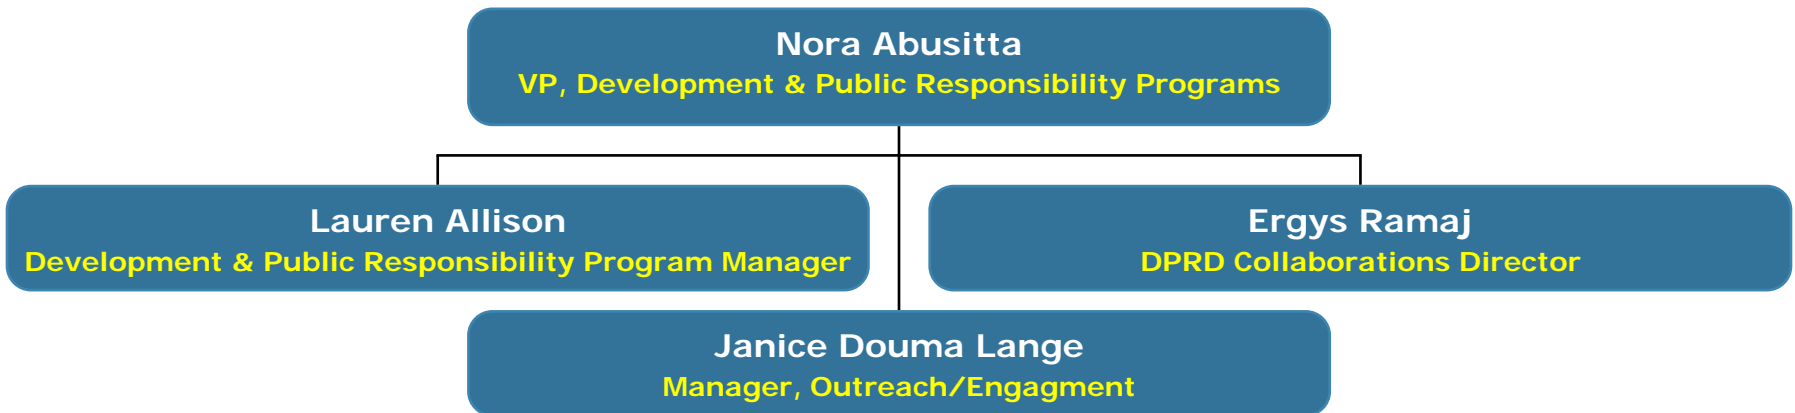 Nora Abusitta
VP, Development & Public Responsibility Programs
Lauren Allison
Development & Public Responsibility Program Manager
Ergys Ramaj
DPRD Collaborations Director
Janice Douma Lange
Manager, Outreach/Engagment